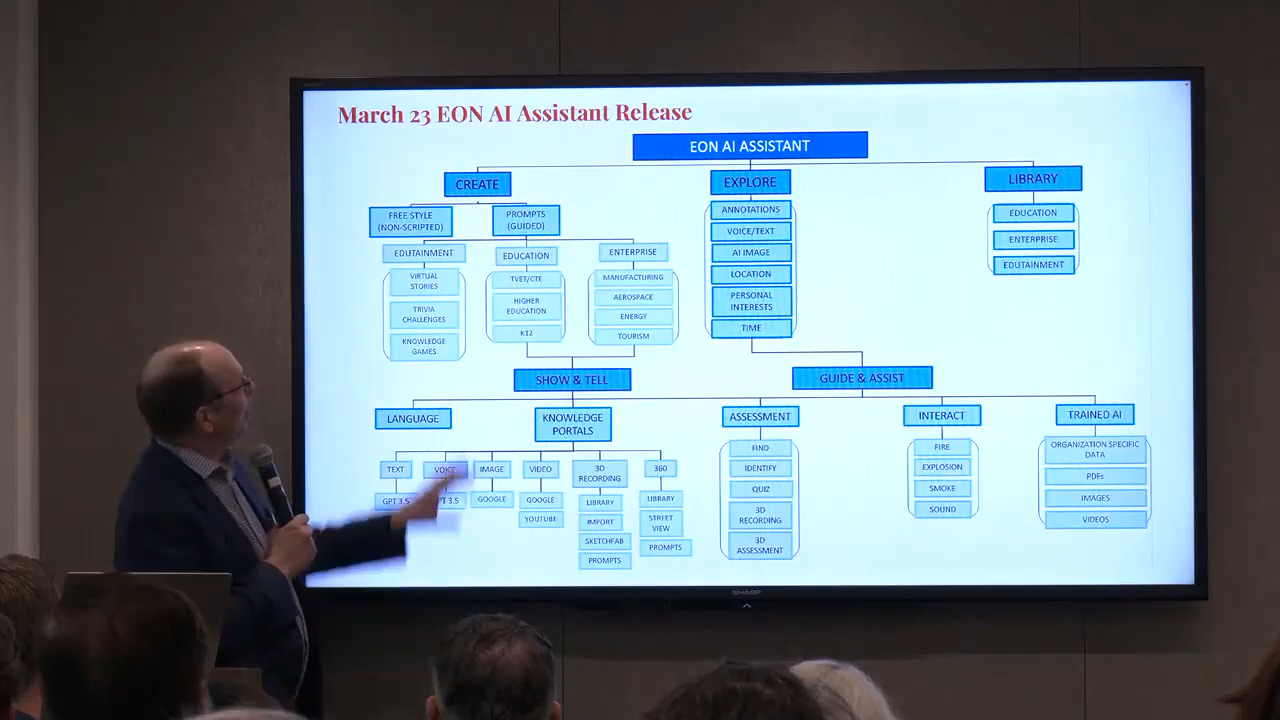 March 23 EON AI Assistant Release
EON AI ASSISTANT
CREATE
EXPLORE
LIBRARY
FREE STYLE
(NON-SCRIPTED)
PROMPTS
(GUIDED)
EDUTAINMENT
VIRTUAL
STORIES
TRIVIA
CHALLENGES
KNOWLEDGE
GAMES
EDUCATION
TVET/CTE
HIGHER
EDUCATION
K12
ENTERPRISE
MANUFACTURING
AEROSPACE
ENERGY
TOURISM
ANNOTATIONS
VOICE/TEXT
AI IMAGE
LOCATION
PERSONAL
INTERESTS
TIME
EDUCATION
ENTERPRISE
EDUTAINMENT
SHOW & TELL
GUIDE & ASSIST
LANGUAGE
KNOWLEDGE
PORTALS
ASSESSMENT
INTERACT
TRAINED AI
TEXT
GPT 3.5
VOICE
PT 3.5
IMAGE
GOOGLE
VIDEO
GOOGLE
YOUTUBE
3D
RECORDING
LIBRARY
IMPORT
SKETCHFAB
PROMPTS
360
LIBRARY
STREET
VIEW
PROMPTS
FIND
IDENTIFY
QUIZ
3D
RECORDING
3D
ASSESSMENT
FIRE
EXPLOSION
SMOKE
SOUND
ORGANIZATION SPECIFIC
DATA
PDFs
IMAGES
VIDEOS
SHARP